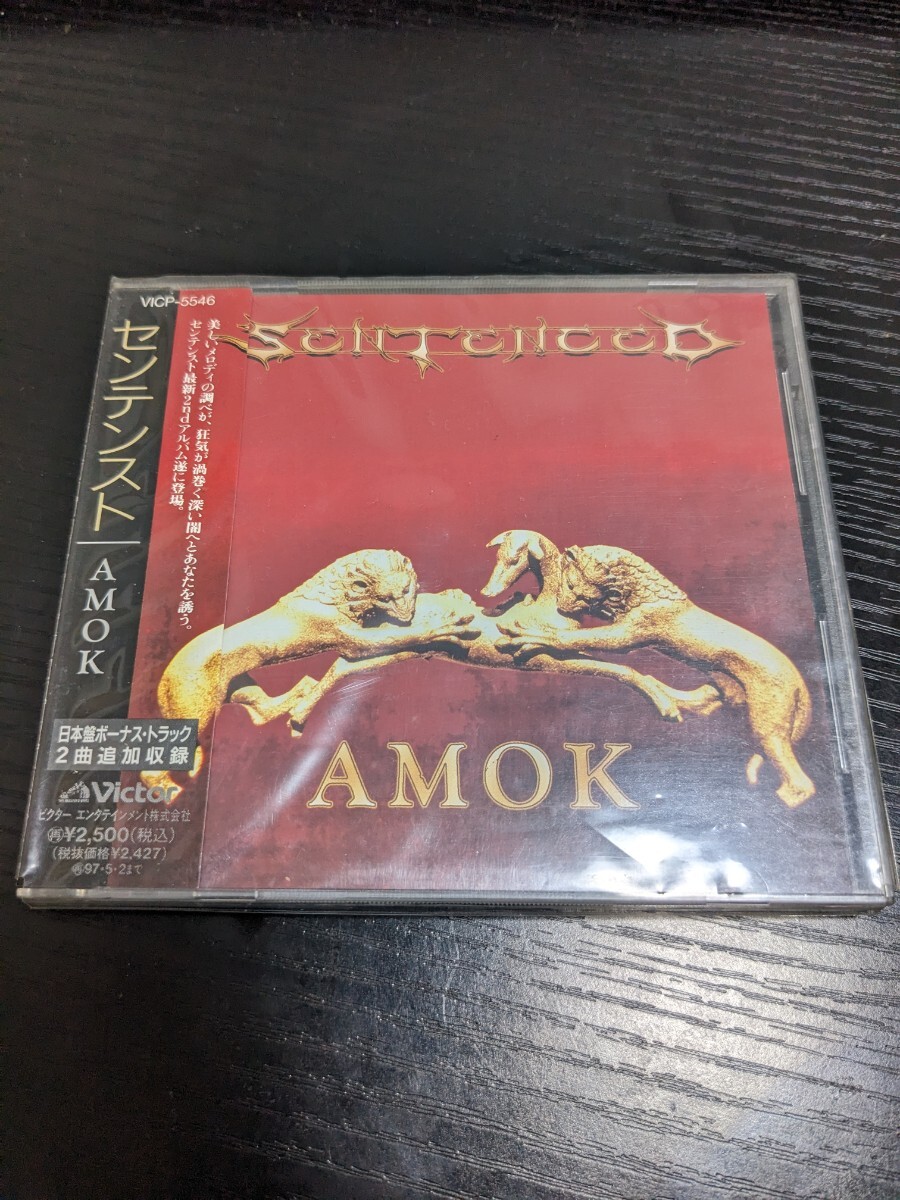 VICP-5546
センテンスト
AMOK
美しいメロディの調べが、狂気が渦巻く深い闇へとあなたを誘う。
センテンスト最新2ndアルバム遂に登場。
日本盤ボーナス・トラック
2曲追加収録
Victor
ビクター エンタテインメント株式会社
再¥2,500(税込)
(税抜価格¥2,427)
再97・5・2まで
SENTENCED
AMOK